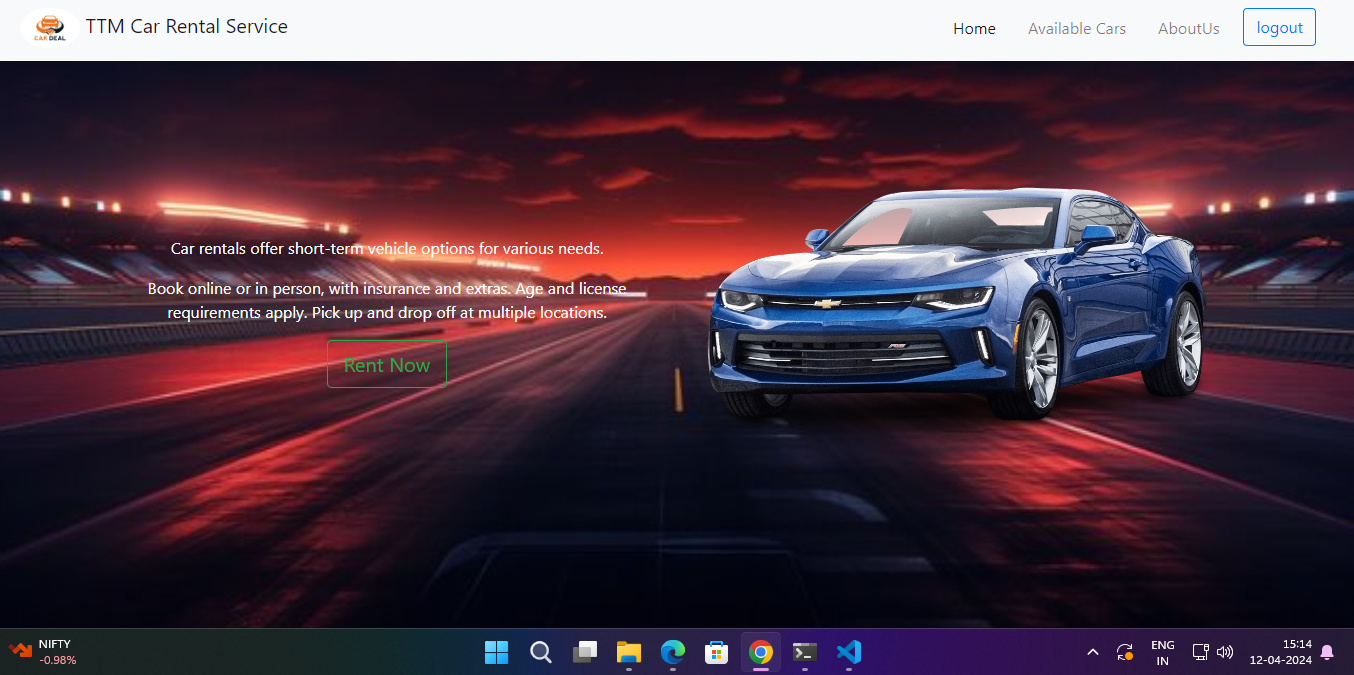 CAR DEAL
TTM Car Rental Service
Home
Available Cars
AboutUs
logout
Car rentals offer short-term vehicle options for various needs.
Book online or in person, with insurance and extras. Age and license
requirements apply. Pick up and drop off at multiple locations.
Rent Now
RS
NIFTY
-0.98%
ENG
IN
15:14
12-04-2024